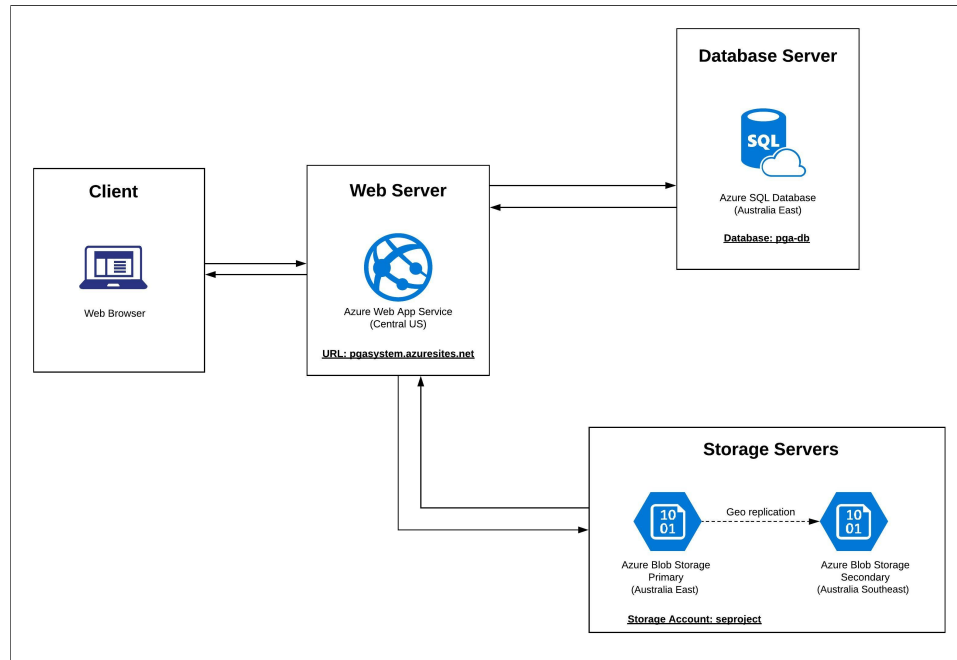 Database Server
SQL
Azure SQL Database
(Australia East)
Database: pga-db
Client
Web Browser
Web Server
Azure Web App Service
(Central US)
URL: pgasystem.azuresites.net
Storage Servers
10
01
Geo replication
10
01
Azure Blob Storage
Primary
(Australia East)
Azure Blob Storage
Secondary
(Australia Southeast)
Storage Account: seproject